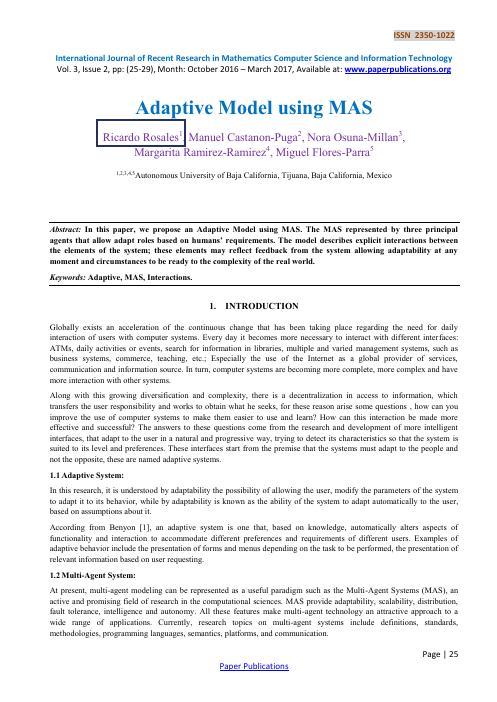 ISSN 2350-1022
International Journal of Recent Research in Mathematics Computer Science and Information Technology
Vol. 3, Issue 2, pp: (25-29), Month: October 2016 – March 2017, Available at: www.paperpublications.org
Adaptive Model using MAS
Ricardo Rosales1, Manuel Castanon-Puga2, Nora Osuna-Millan3,
Margarita Ramirez-Ramirez4, Miguel Flores-Parra5
1,2,3,4,5Autonomous University of Baja California, Tijuana, Baja California, Mexico
Abstract: In this paper, we propose an Adaptive Model using MAS. The MAS represented by three principal
agents that allow adapt roles based on humans' requirements. The model describes explicit interactions between
the elements of the system; these elements may reflect feedback from the system allowing adaptability at any
moment and circumstances to be ready to the complexity of the real world.
Keywords: Adaptive, MAS, Interactions.
1. INTRODUCTION
Globally exists an acceleration of the continuous change that has been taking place regarding the need for daily
interaction of users with computer systems. Every day it becomes more necessary to interact with different interfaces:
ATMs, daily activities or events, search for information in libraries, multiple and varied management systems, such as
business systems, commerce, teaching, etc.; Especially the use of the Internet as a global provider of services,
communication and information source. In turn, computer systems are becoming more complete, more complex and have
more interaction with other systems.
Along with this growing diversification and complexity, there is a decentralization in access to information, which
transfers the user responsibility and works to obtain what he seeks, for these reason arise some questions , how can you
improve the use of computer systems to make them easier to use and learn? How can this interaction be made more
effective and successful? The answers to these questions come from the research and development of more intelligent
interfaces, that adapt to the user in a natural and progressive way, trying to detect its characteristics so that the system is
suited to its level and preferences. These interfaces start from the premise that the systems must adapt to the people and
not the opposite, these are named adaptive systems.
1.1 Adaptive System:
In this research, it is understood by adaptability the possibility of allowing the user, modify the parameters of the system
to adapt it to its behavior, while by adaptability is known as the ability of the system to adapt automatically to the user,
based on assumptions about it.
According from Benyon [1], an adaptive system is one that, based on knowledge, automatically alters aspects of
functionality and interaction to accommodate different preferences and requirements of different users. Examples of
adaptive behavior include the presentation of forms and menus depending on the task to be performed, the presentation of
relevant information based on user requesting.
1.2 Multi-Agent System:
At present, multi-agent modeling can be represented as a useful paradigm such as the Multi-Agent Systems (MAS), an
active and promising field of research in the computational sciences. MAS provide adaptability, scalability, distribution,
fault tolerance, intelligence and autonomy. All these features make multi-agent technology an attractive approach to a
wide range of applications. Currently, research topics on multi-agent systems include definitions, standards,
methodologies, programming languages, semantics, platforms, and communication.
Page | 25
Paper Publications